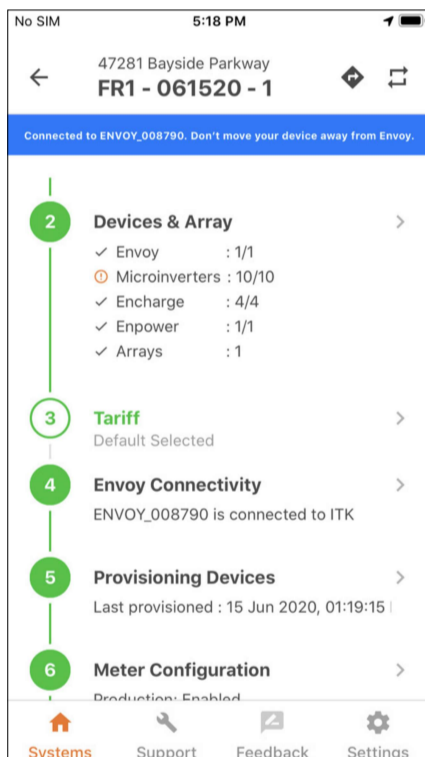 No SIM 5:18 PM
47281 Bayside Parkway
FR1 - 061520 - 1
Connected to ENVOY_008790. Don't move your device away from Envoy.
2 Devices & Array
Envoy : 1/1
Microinverters : 10/10
Encharge : 4/4
Enpower : 1/1
Arrays : 1
3 Tariff
Default Selected
4 Envoy Connectivity
ENVOY_008790 is connected to ITK
5 Provisioning Devices
Last provisioned : 15 Jun 2020, 01:19:15
6 Meter Configuration
Production: Enabled
Systems Support Feedback Settings